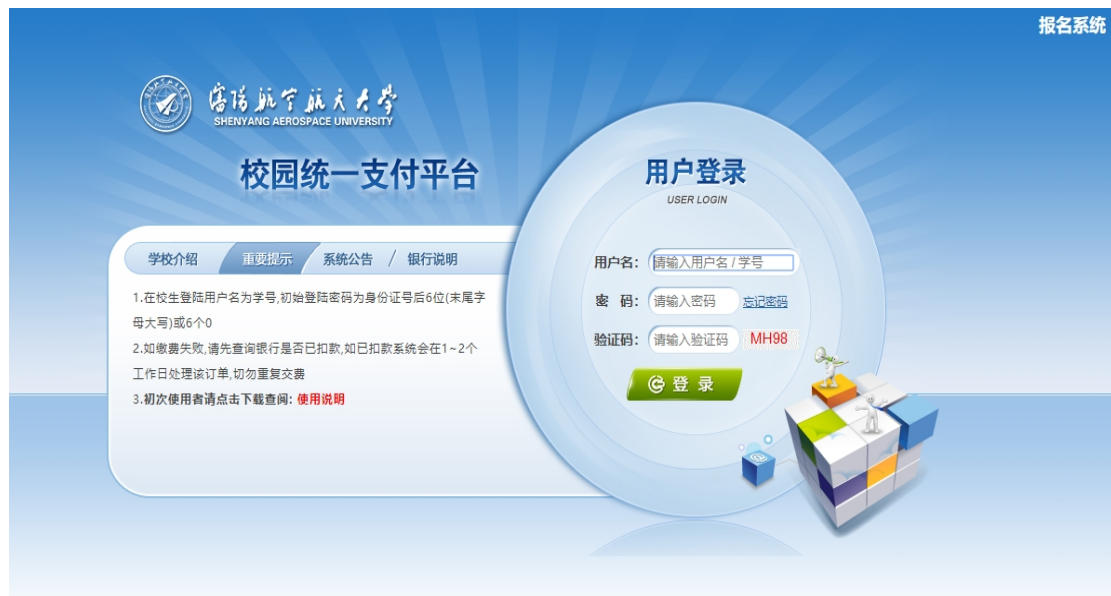 报名系统
沈阳航空航天大学
SHENYANG AEROSPACE UNIVERSITY
校园统一支付平台
用户登录
USER LOGIN
学校介绍 重要提示 系统公告 / 银行说明
1.在校生登陆用户名为学号,初始登陆密码为身份证号后6位(末尾字
母大写)或6个0
2.如缴费失败,请先查询银行是否已扣款,如已扣款系统会在1~2个
工作日处理该订单,切勿重复交费
3.初次使用者请点击下载查阅: 使用说明
用户名: 请输入用户名 / 学号
密 码: 请输入密码 忘记密码
验证码: 请输入验证码 MH98
登 录